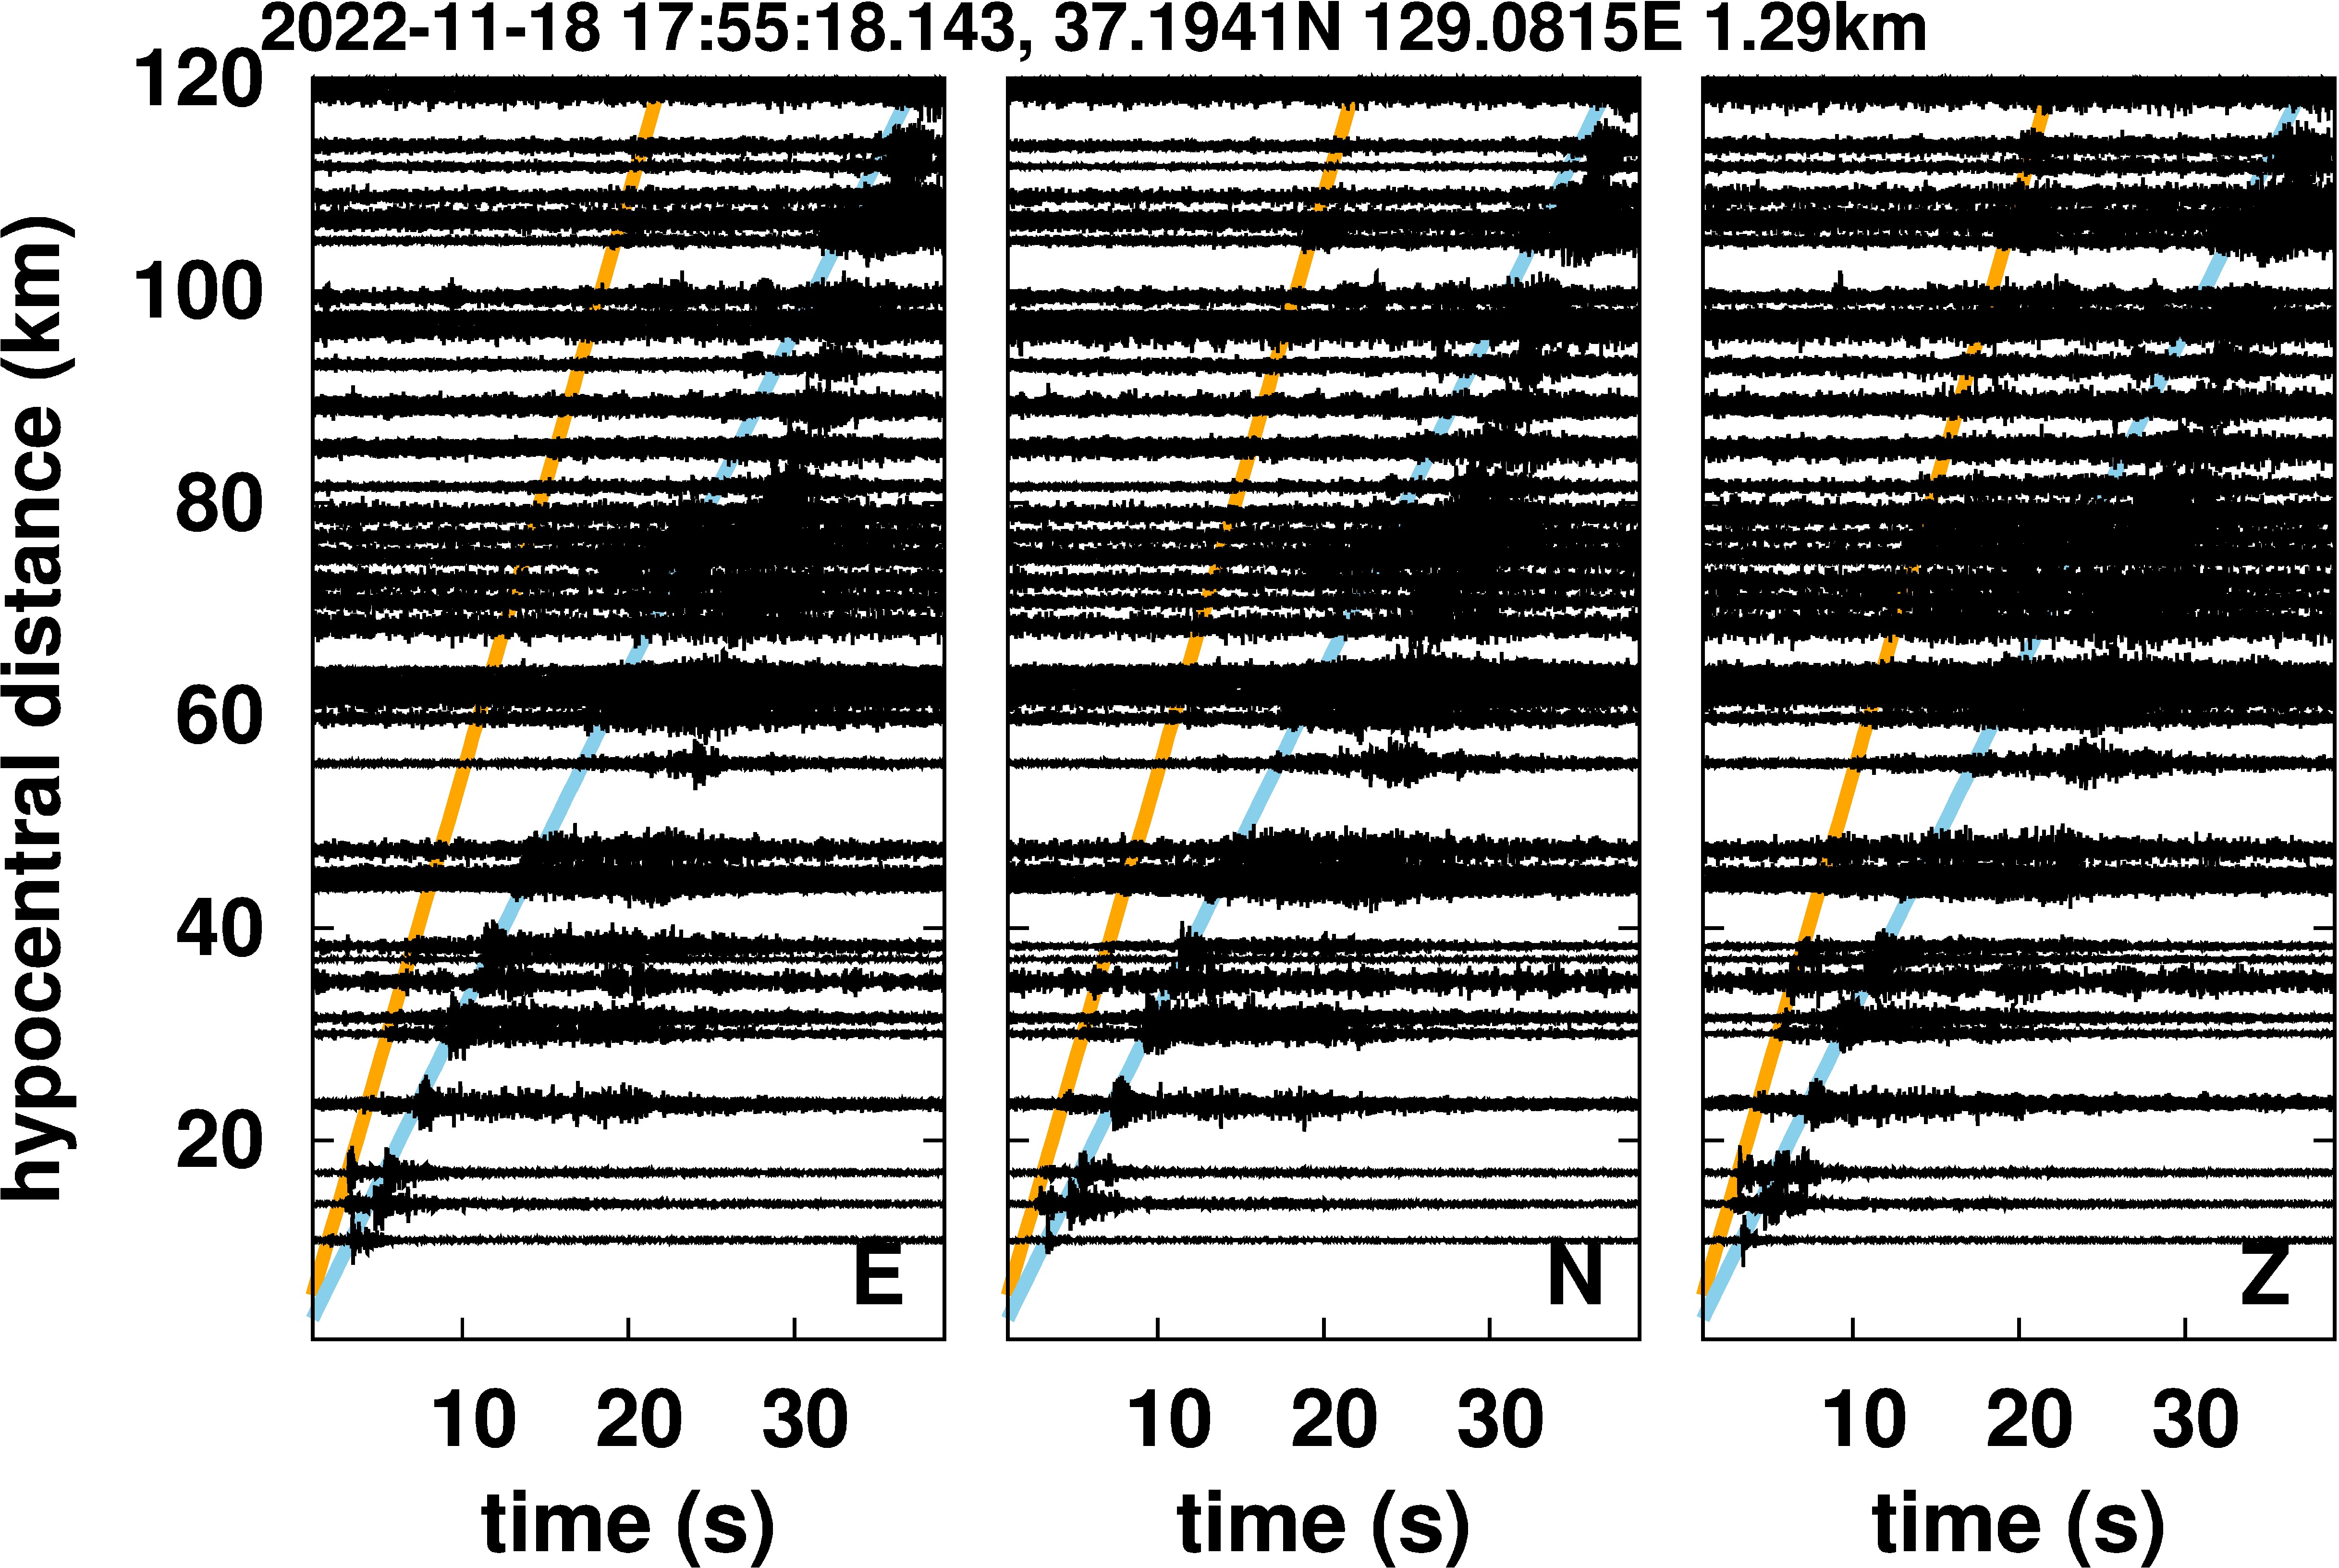 2022-11-18 17:55:18.143, 37.1941N 129.0815E 1.29km
hypocentral distance (km)
120
100
80
60
40
20
E
N
Z
10 20 30
10 20 30
10 20 30
time (s)
time (s)
time (s)